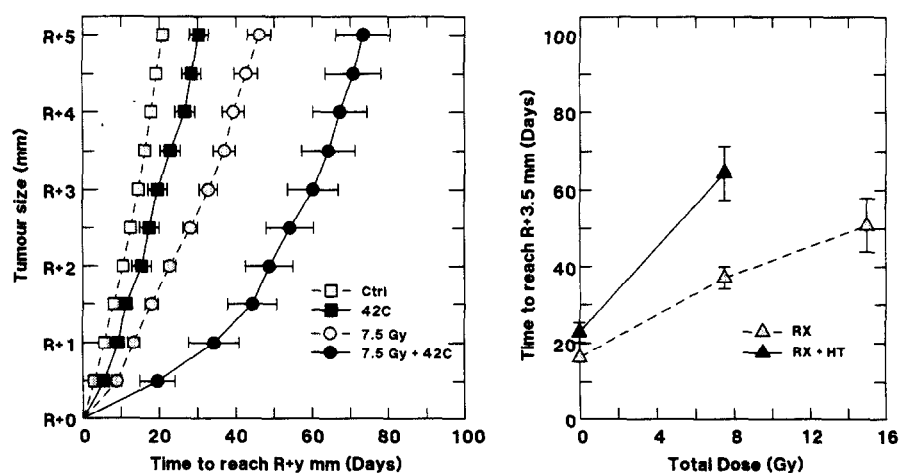 Tumour size (mm)
R+5
R+4
R+3
R+2
R+1
R+0
0 20 40 60 80 100
Time to reach R+y mm (Days)
Ctrl
42C
7.5 Gy
7.5 Gy + 42C
Time to reach R+3.5 mm (Days)
100
80
60
40
20
0
0 4 8 12 16
Total Dose (Gy)
RX
RX + HT